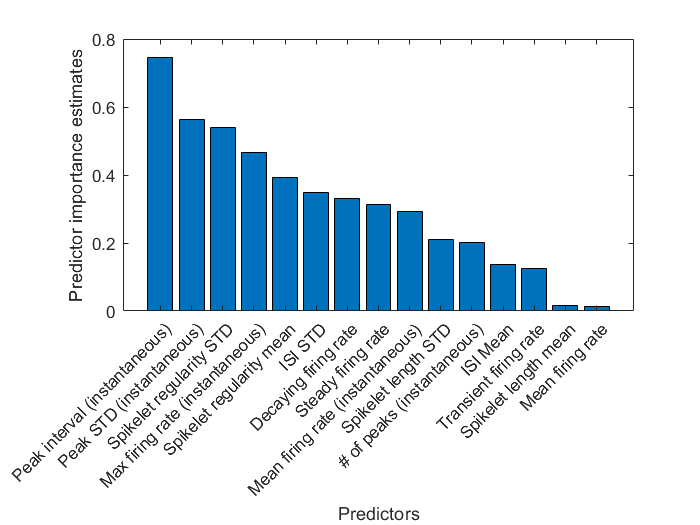 Predictor importance estimates
0.8
0.6
0.4
0.2
0
Peak interval (instantaneous)
Peak STD (instantaneous)
Spikelet regularity STD
Max firing rate (instantaneous)
Spikelet regularity mean
ISI STD
Decaying firing rate
Steady firing rate
Mean firing rate (instantaneous)
Spikelet length STD
# of peaks (instantaneous)
ISI Mean
Transient firing rate
Spikelet length mean
Mean firing rate
Predictors